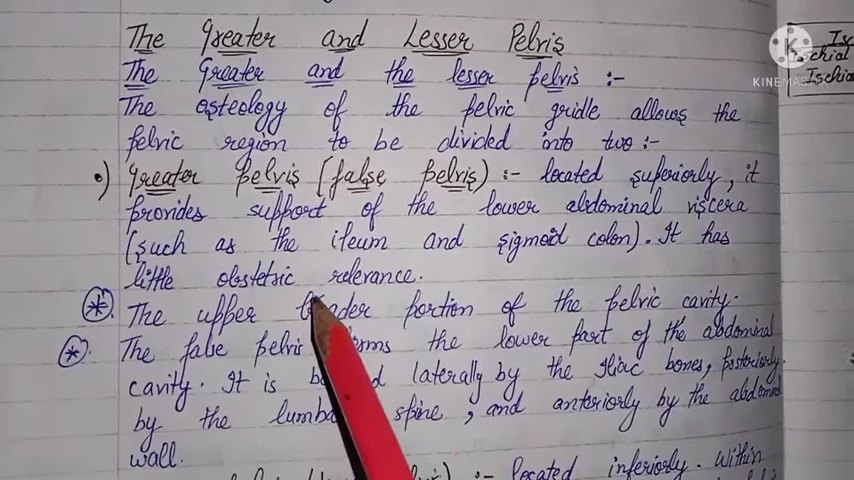 The Greater and Lesser Pelvis
The Greater and the lesser pelvis :-
The osteology of the pelvic gridle allows the
pelvic region to be divided into two :-
•) Greater pelvis (false pelvis) :- located superiorly, it
provides support of the lower abdominal viscera
(such as the ileum and sigmoid colon). It has
little obstetric relevance.
* The upper portion of the pelvic cavity.
* The false pelvis forms the lower part of the abdominal
cavity. It is laterally by the Iliac bones, posteriorly
by the spine, and anteriorly by the
wall.
:- located inferiorly. Within
Ischial
KINEMASTER